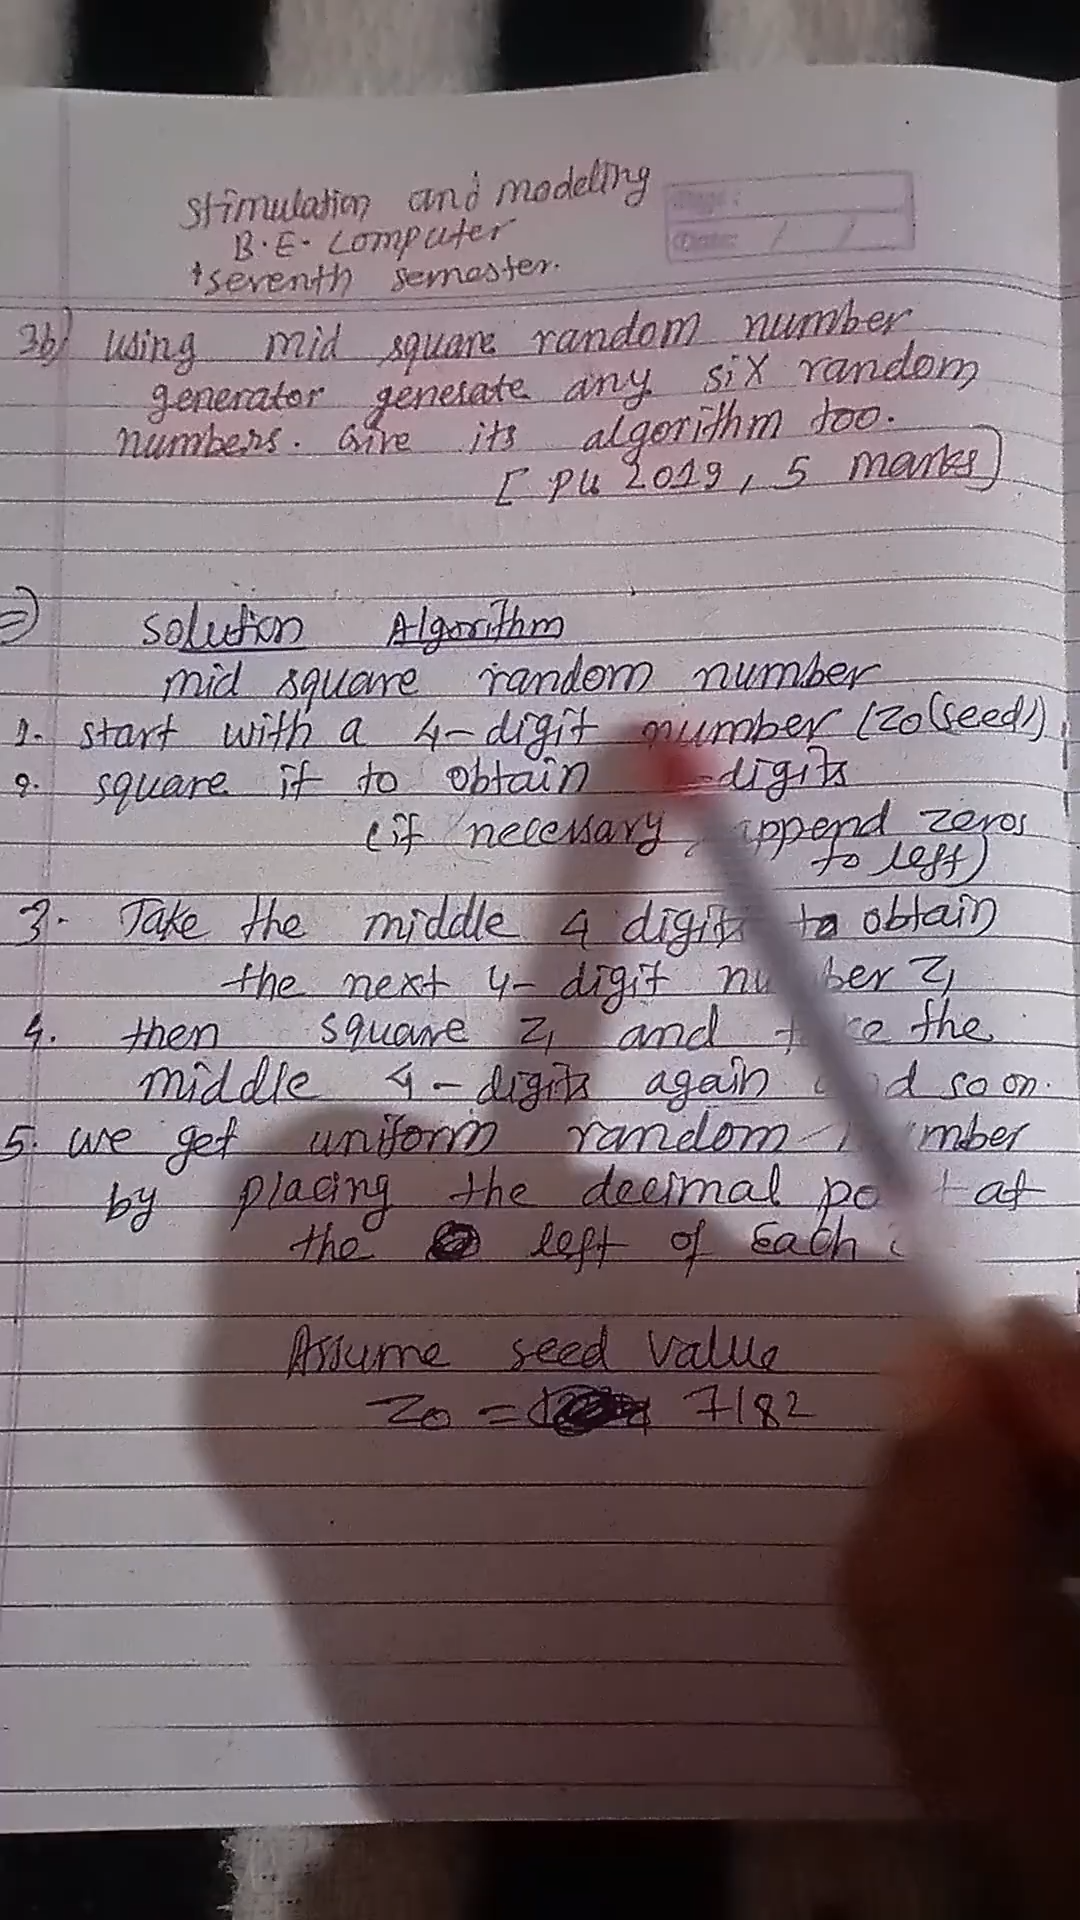 Stimulation and modeling
B.E. Computer
*seventh semester.
Page:
Date: / /
3b) Using mid square random number
generator generate any six random
numbers. Give its algorithm too.
[PU 2019, 5 marks]
=) Solution Algorithm
mid square random number
1. start with a 4-digit number (Z0(seed))
2. square it to obtain -digits
(if necessary, append zeros
to left)
3. Take the middle 4 digits to obtain
the next 4-digit number Z1
4. then square Z1 and the
middle 4-digits again so on.
5. we get uniform random
by placing the decimal at
the left of Each
Assume seed Value
Z0 = 7182